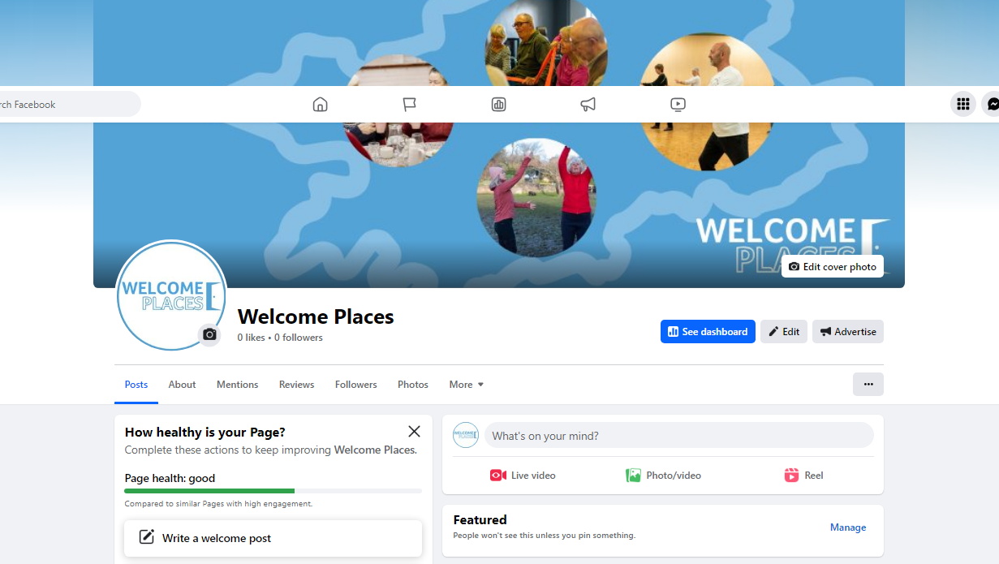 rch Facebook
WELCOME
PLACES
Edit cover photo
WELCOME
PLACES
Welcome Places
0 likes • 0 followers
See dashboard
Edit
Advertise
Posts
About
Mentions
Reviews
Followers
Photos
More
How healthy is your Page?
Complete these actions to keep improving Welcome Places.
Page health: good
Compared to similar Pages with high engagement.
Write a welcome post
WELCOME
PLACES
What's on your mind?
Live video
Photo/video
Reel
Featured
People won't see this unless you pin something.
Manage